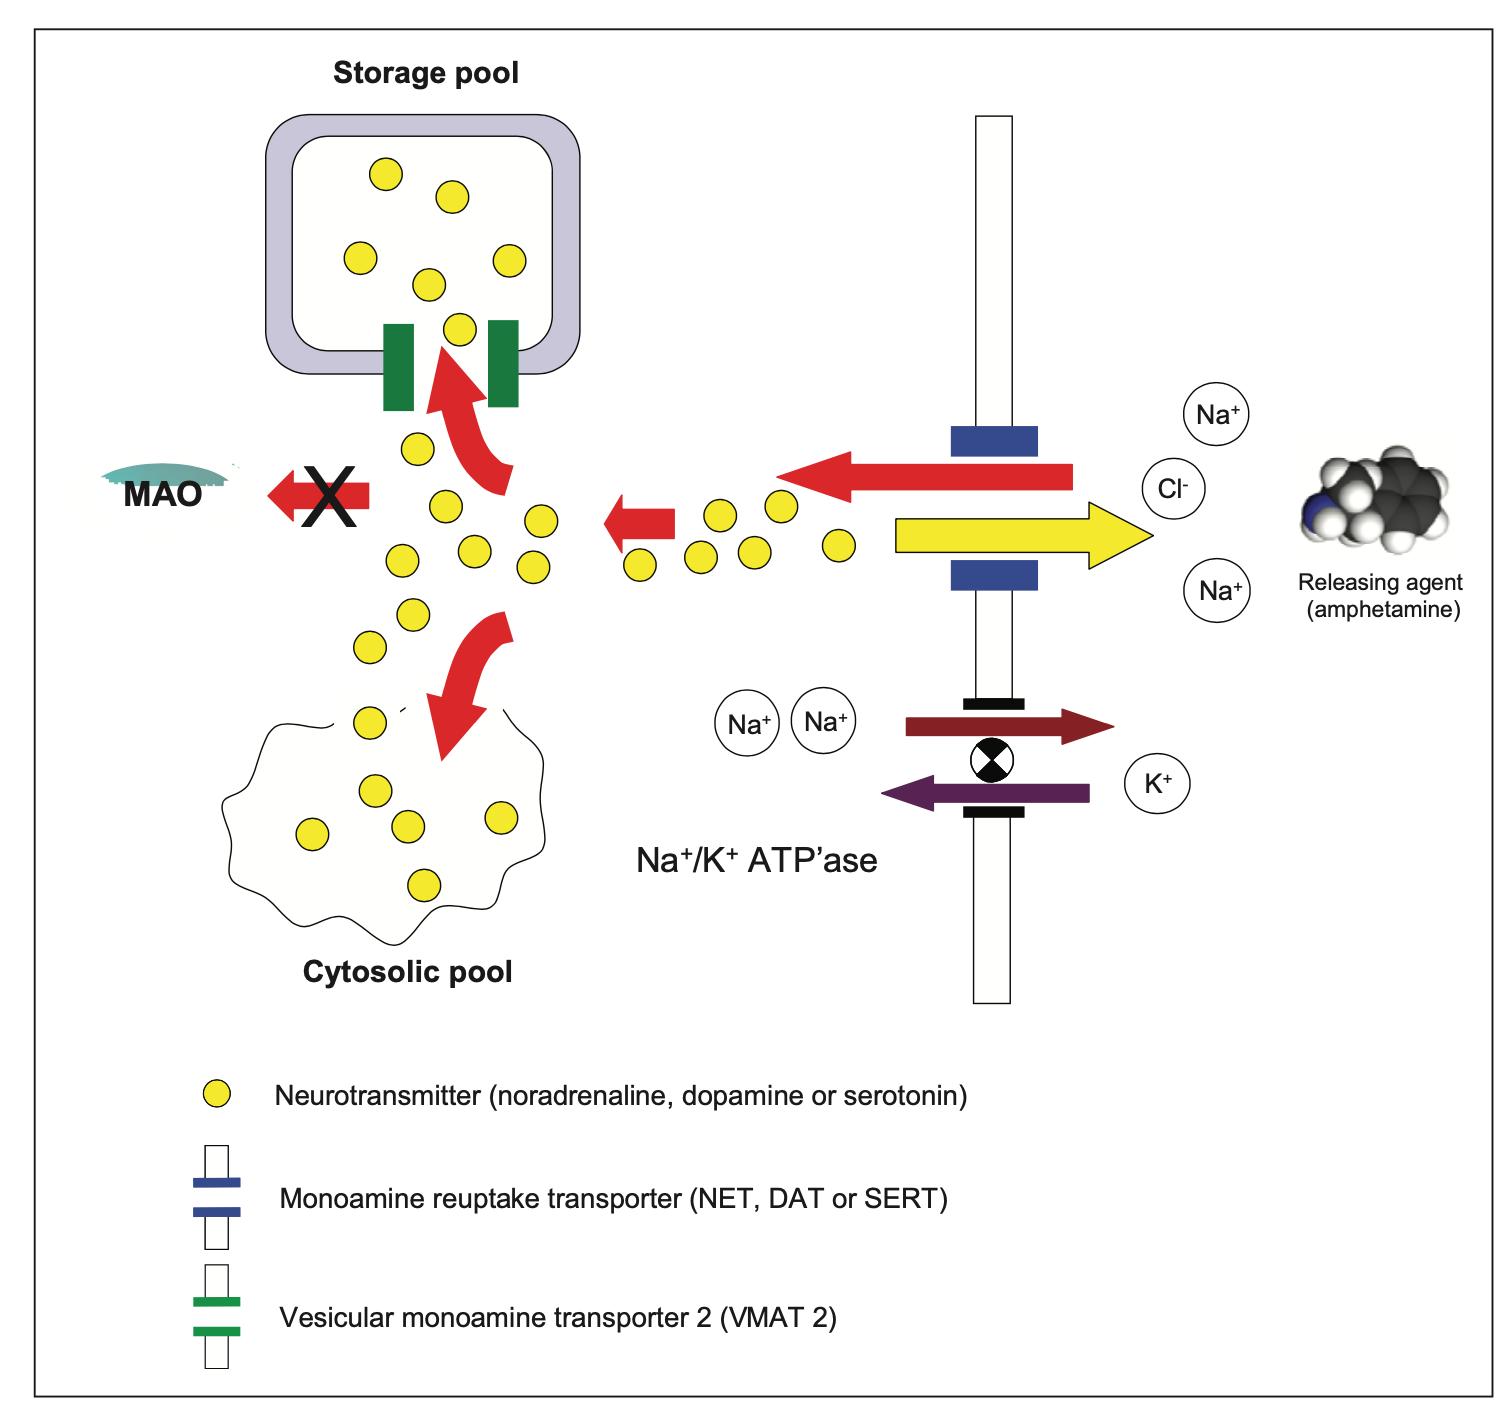 Storage pool
MAO
X
Na⁺
Cl⁻
Na⁺
Releasing agent
(amphetamine)
Na⁺ Na⁺
K⁺
Na⁺/K⁺ ATP’ase
Cytosolic pool
Neurotransmitter (noradrenaline, dopamine or serotonin)
Monoamine reuptake transporter (NET, DAT or SERT)
Vesicular monoamine transporter 2 (VMAT 2)